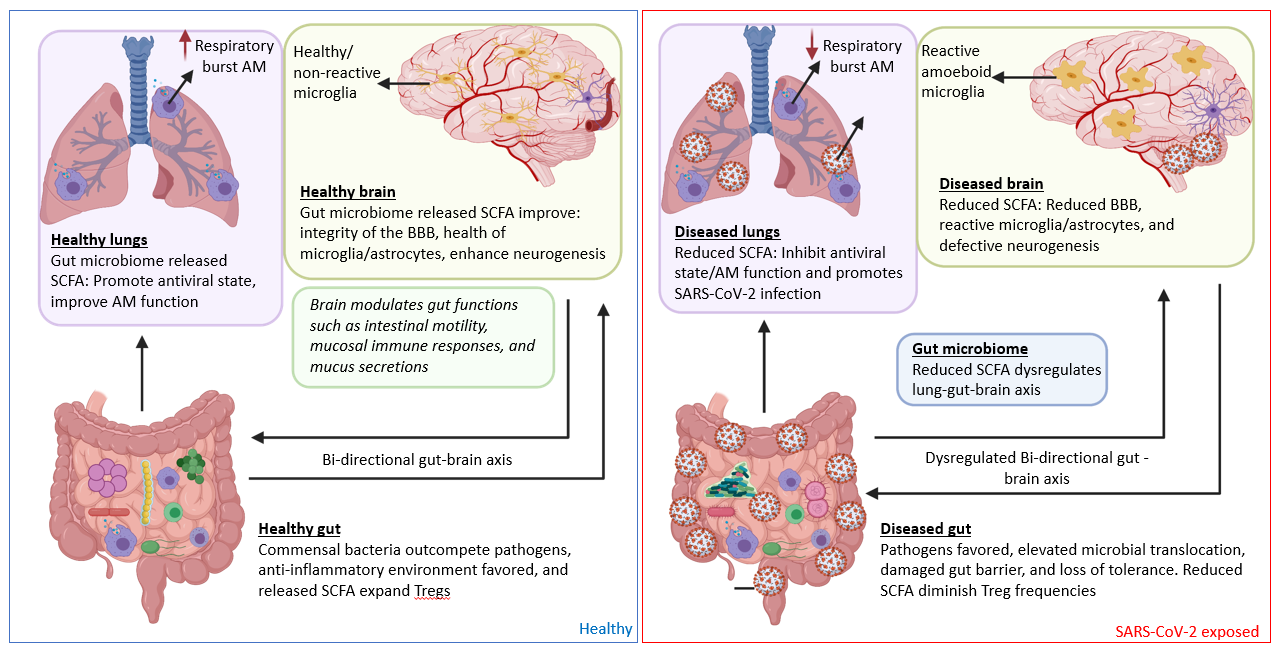 Respiratory
burst AM
Healthy/
non-reactive
microglia
Healthy brain
Gut microbiome released SCFA improve:
integrity of the BBB, health of
microglia/astrocytes, enhance neurogenesis
Healthy lungs
Gut microbiome released
SCFA: Promote antiviral state,
improve AM function
Brain modulates gut functions
such as intestinal motility,
mucosal immune responses, and
mucus secretions
Bi-directional gut-brain axis
Healthy gut
Commensal bacteria outcompete pathogens,
anti-inflammatory environment favored, and
released SCFA expand Tregs
Healthy
Respiratory
burst AM
Reactive
amoeboid
microglia
Diseased brain
Reduced SCFA: Reduced BBB,
reactive microglia/astrocytes, and
defective neurogenesis
Diseased lungs
Reduced SCFA: Inhibit antiviral
state/AM function and promotes
SARS-CoV-2 infection
Gut microbiome
Reduced SCFA dysregulates
lung-gut-brain axis
Dysregulated Bi-directional gut -
brain axis
Diseased gut
Pathogens favored, elevated microbial translocation,
damaged gut barrier, and loss of tolerance. Reduced
SCFA diminish Treg frequencies
SARS-CoV-2 exposed